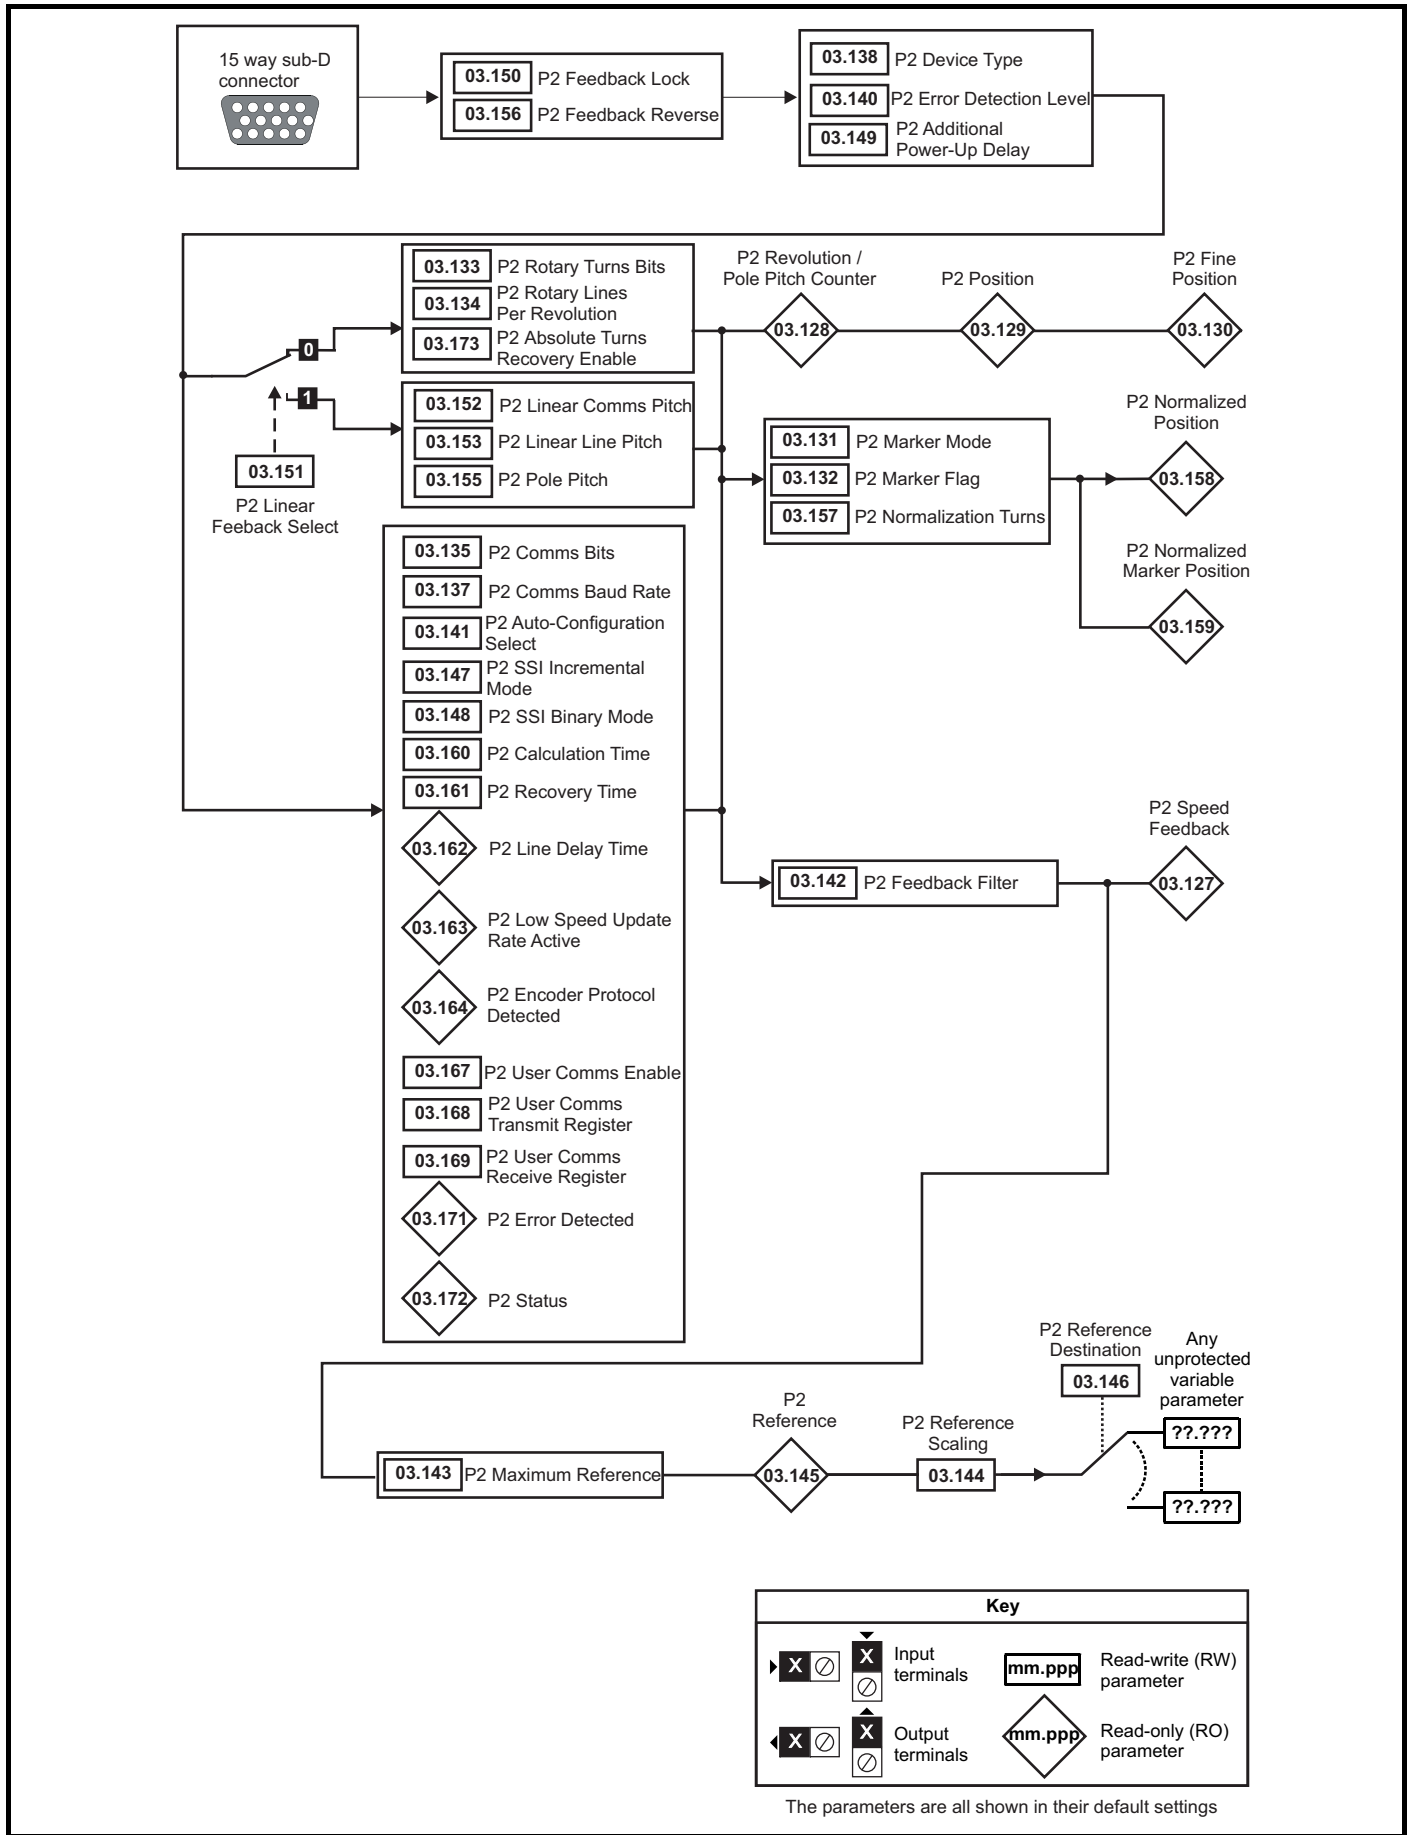 15 way sub-D
connector
03.150 P2 Feedback Lock
03.156 P2 Feedback Reverse
03.138 P2 Device Type
03.140 P2 Error Detection Level
03.149 P2 Additional
Power-Up Delay
03.133 P2 Rotary Turns Bits
03.134 P2 Rotary Lines
Per Revolution
03.173 P2 Absolute Turns
Recovery Enable
0
1
03.151
P2 Linear
Feeback Select
03.152 P2 Linear Comms Pitch
03.153 P2 Linear Line Pitch
03.155 P2 Pole Pitch
P2 Revolution /
Pole Pitch Counter
03.128
P2 Position
03.129
P2 Fine
Position
03.130
03.131 P2 Marker Mode
03.132 P2 Marker Flag
03.157 P2 Normalization Turns
P2 Normalized
Position
03.158
P2 Normalized
Marker Position
03.159
03.135 P2 Comms Bits
03.137 P2 Comms Baud Rate
03.141 P2 Auto-Configuration
Select
03.147 P2 SSI Incremental
Mode
03.148 P2 SSI Binary Mode
03.160 P2 Calculation Time
03.161 P2 Recovery Time
03.162 P2 Line Delay Time
03.163 P2 Low Speed Update
Rate Active
03.164 P2 Encoder Protocol
Detected
03.167 P2 User Comms Enable
03.168 P2 User Comms
Transmit Register
03.169 P2 User Comms
Receive Register
03.171 P2 Error Detected
03.172 P2 Status
03.142 P2 Feedback Filter
P2 Speed
Feedback
03.127
03.143 P2 Maximum Reference
P2
Reference
03.145
P2 Reference
Scaling
03.144
P2 Reference
Destination
03.146
Any
unprotected
variable
parameter
??.???
??.???
Key
X
X
Input
terminals
mm.ppp
Read-write (RW)
parameter
X
X
Output
terminals
mm.ppp
Read-only (RO)
parameter
The parameters are all shown in their default settings